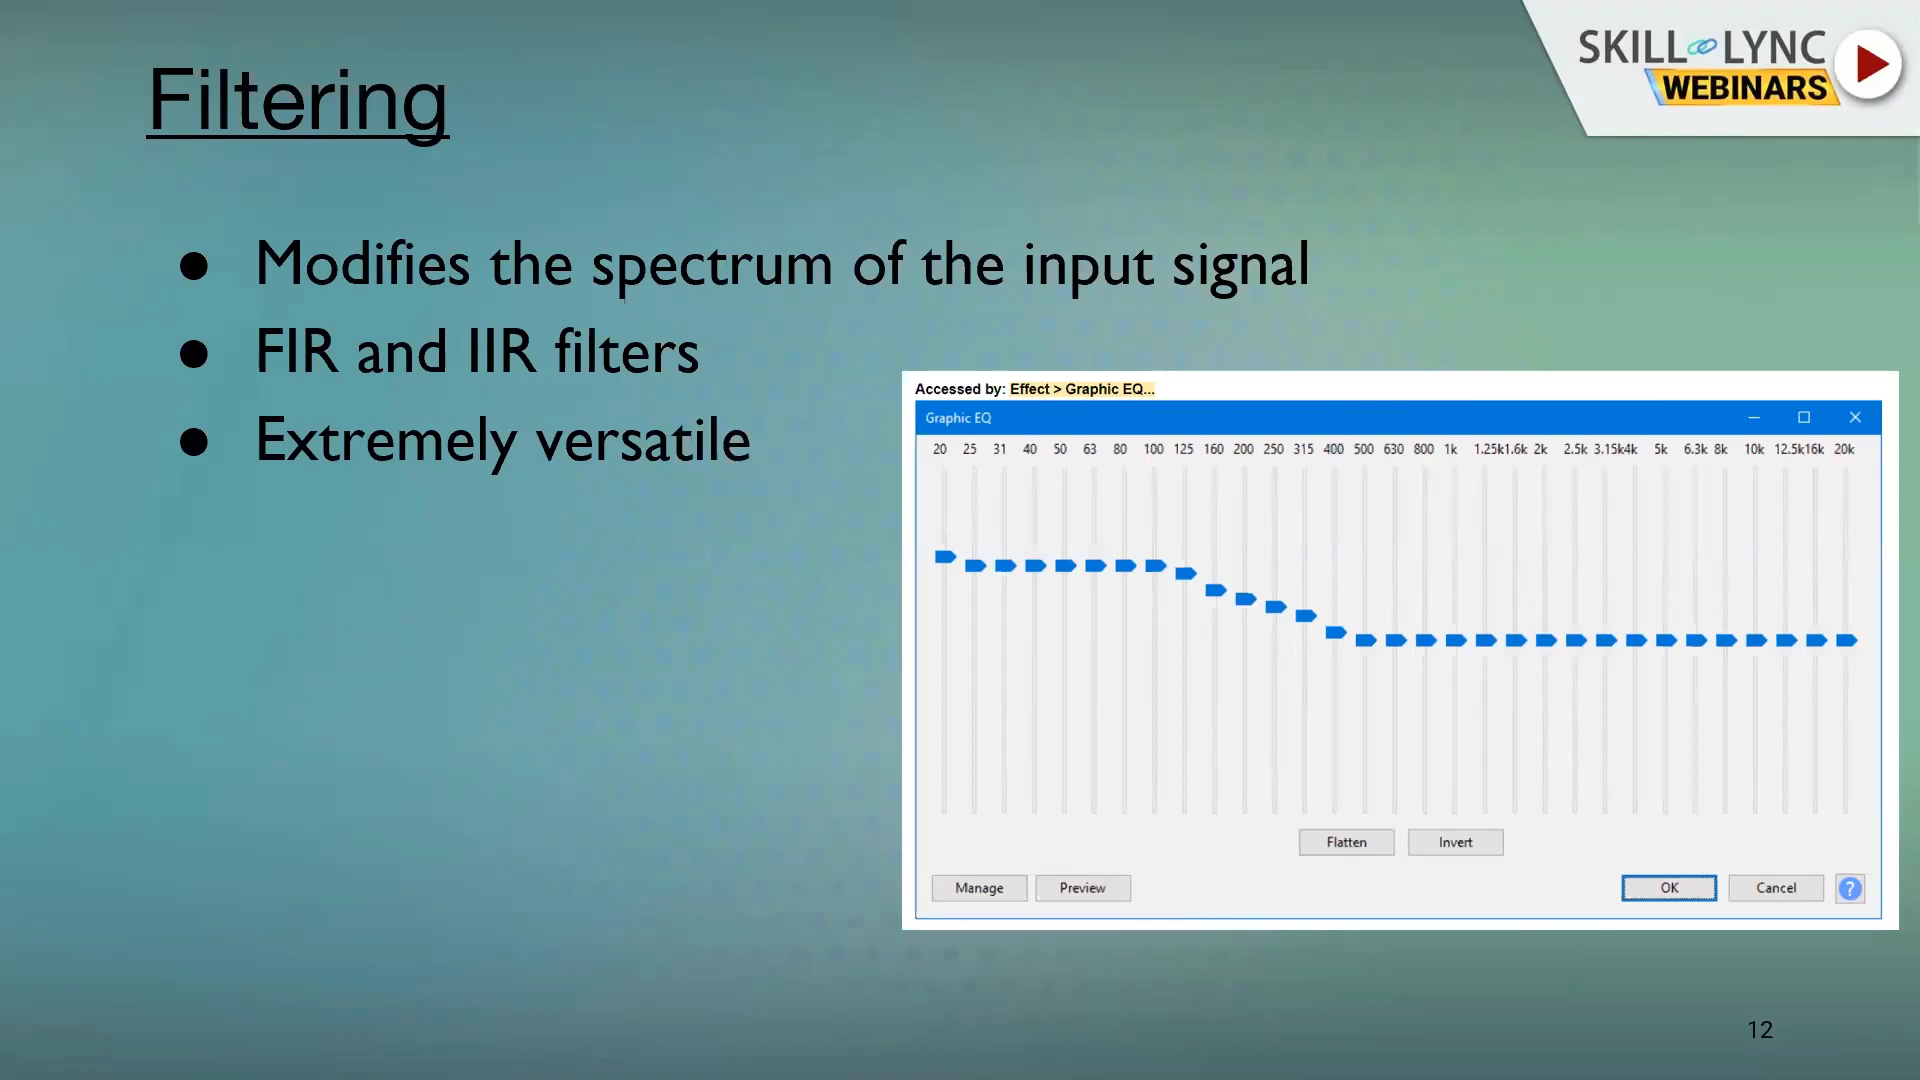 SKILL LYNC
WEBINARS
Filtering
● Modifies the spectrum of the input signal
● FIR and IIR filters
● Extremely versatile
Accessed by: Effect > Graphic EQ...
Graphic EQ
20 25 31 40 50 63 80 100 125 160 200 250 315 400 500 630 800 1k 1.25k1.6k 2k 2.5k 3.15k4k 5k 6.3k 8k 10k 12.5k16k 20k
Flatten Invert
Manage Preview OK Cancel ?
12